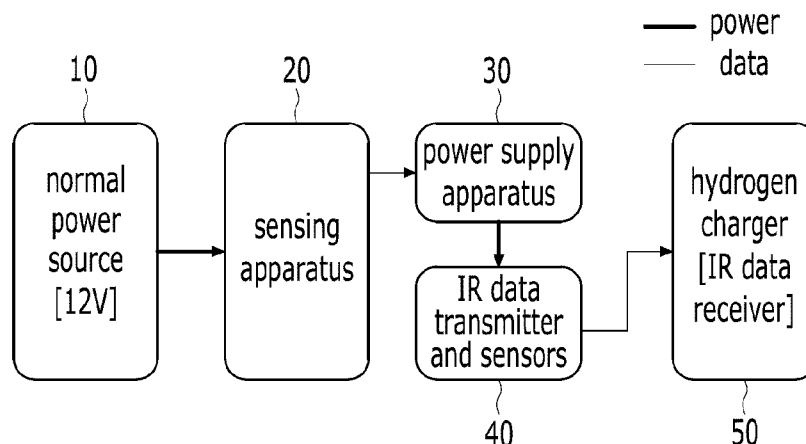 power
data
10
20
30
50
normal
power
source
[12V]
sensing
apparatus
power supply
apparatus
IR data
transmitter
and sensors
40
hydrogen
charger
[IR data
receiver]